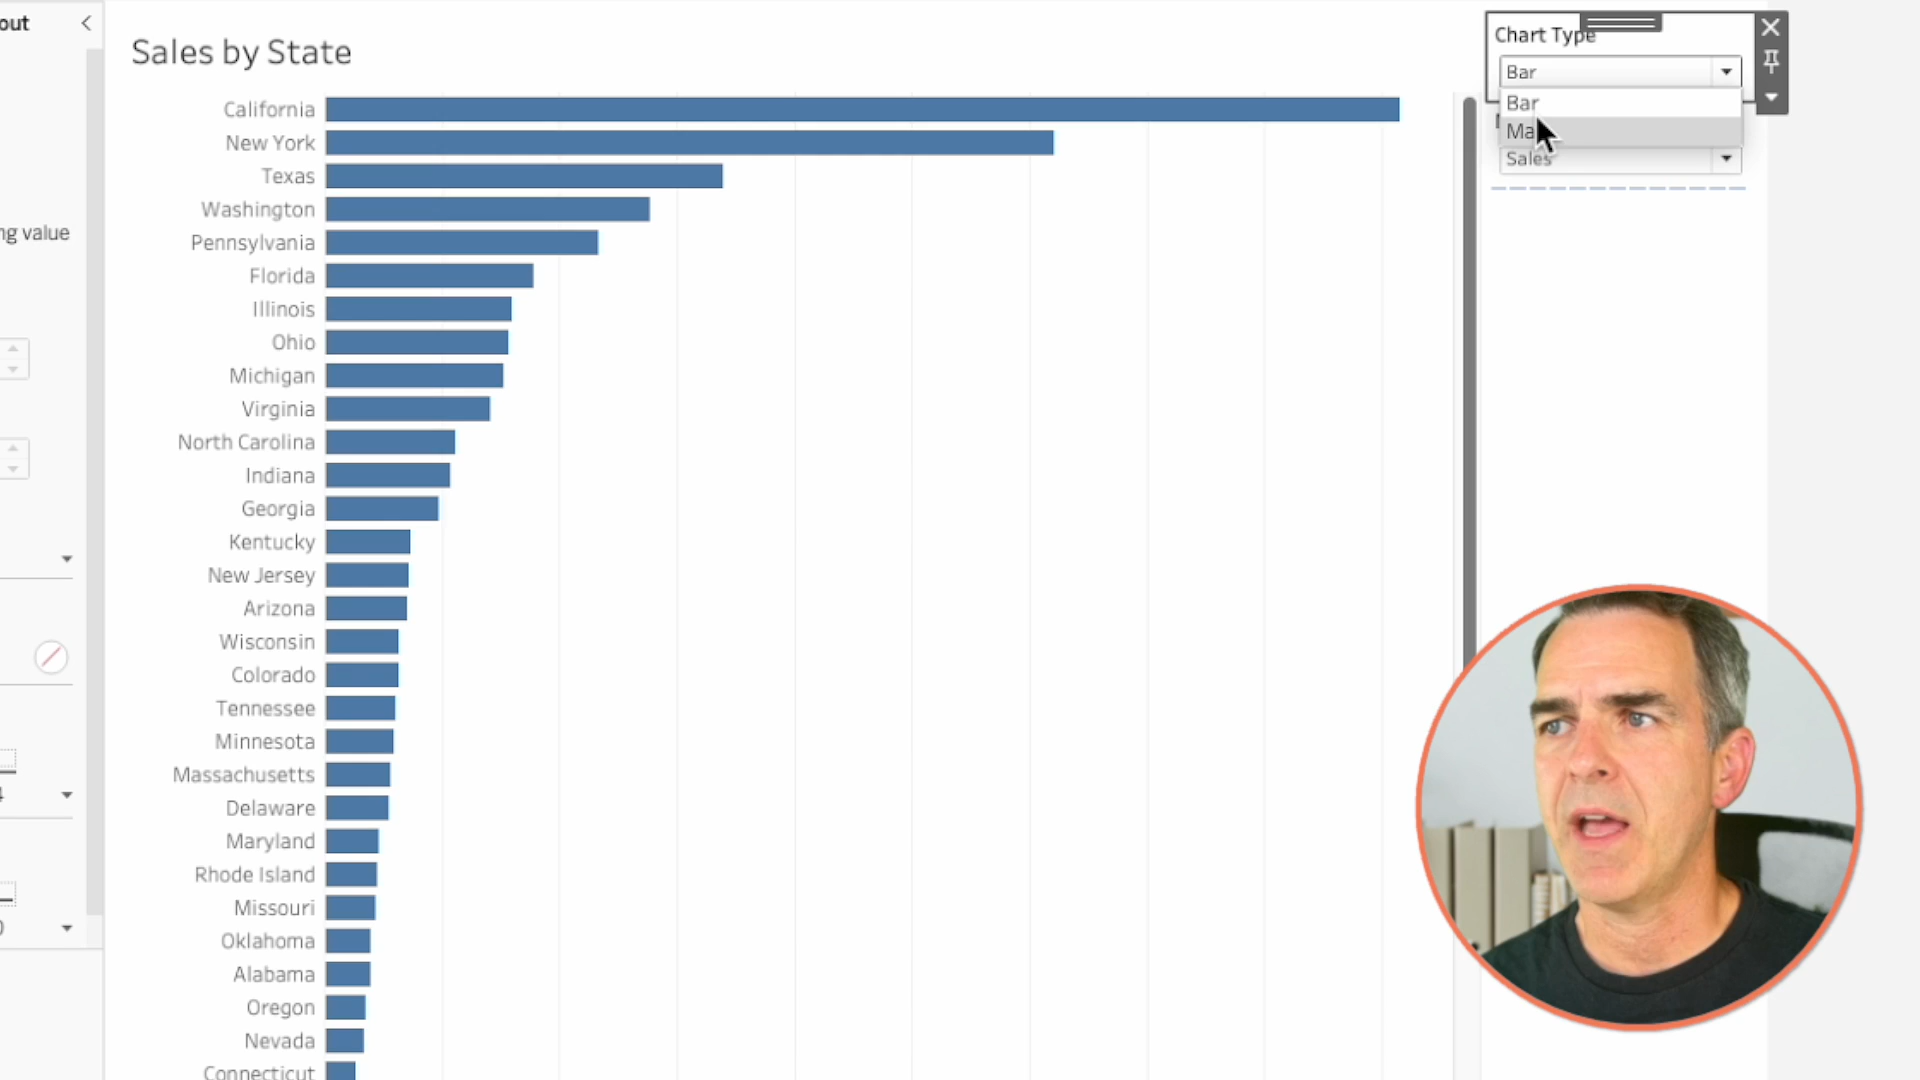 out
Sales by State
Chart Type
Bar
Bar
Ma
Sales
ng value
California
New York
Texas
Washington
Pennsylvania
Florida
Illinois
Ohio
Michigan
Virginia
North Carolina
Indiana
Georgia
Kentucky
New Jersey
Arizona
Wisconsin
Colorado
Tennessee
Minnesota
Massachusetts
Delaware
Maryland
Rhode Island
Missouri
Oklahoma
Alabama
Oregon
Nevada
Connecticut